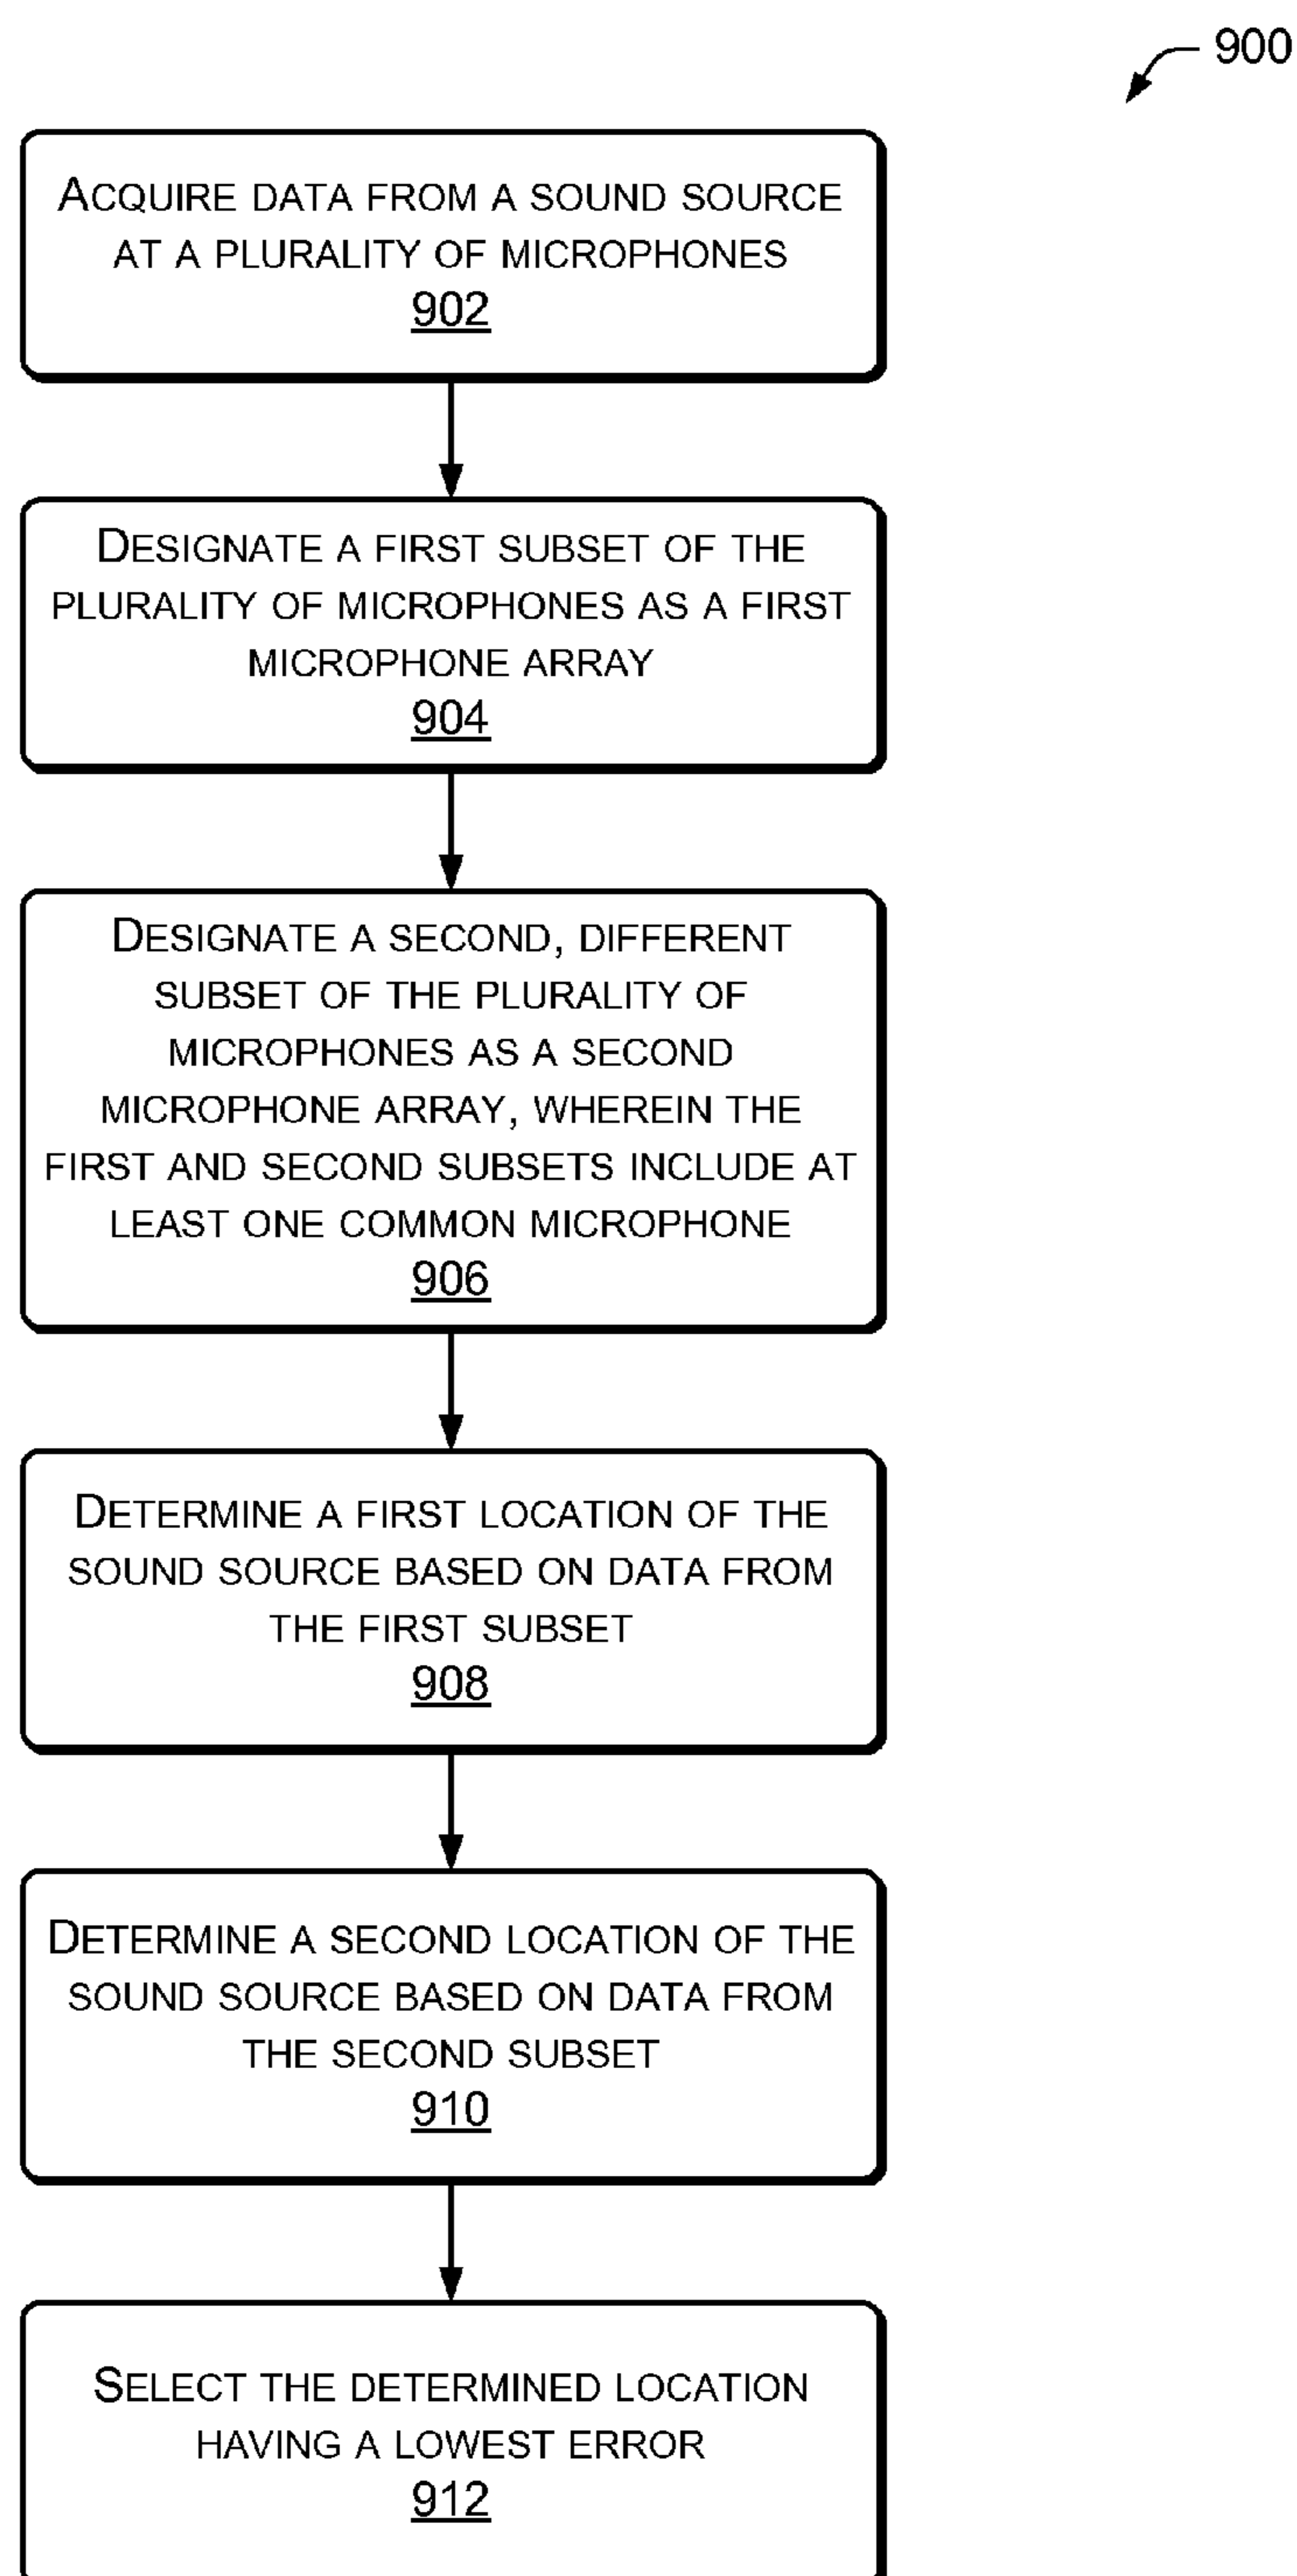 900
ACQUIRE DATA FROM A SOUND SOURCE
AT A PLURALITY OF MICROPHONES
902
DESIGNATE A FIRST SUBSET OF THE
PLURALITY OF MICROPHONES AS A FIRST
MICROPHONE ARRAY
904
DESIGNATE A SECOND, DIFFERENT
SUBSET OF THE PLURALITY OF
MICROPHONES AS A SECOND
MICROPHONE ARRAY, WHEREIN THE
FIRST AND SECOND SUBSETS INCLUDE AT
LEAST ONE COMMON MICROPHONE
906
DETERMINE A FIRST LOCATION OF THE
SOUND SOURCE BASED ON DATA FROM
THE FIRST SUBSET
908
DETERMINE A SECOND LOCATION OF THE
SOUND SOURCE BASED ON DATA FROM
THE SECOND SUBSET
910
SELECT THE DETERMINED LOCATION
HAVING A LOWEST ERROR
912